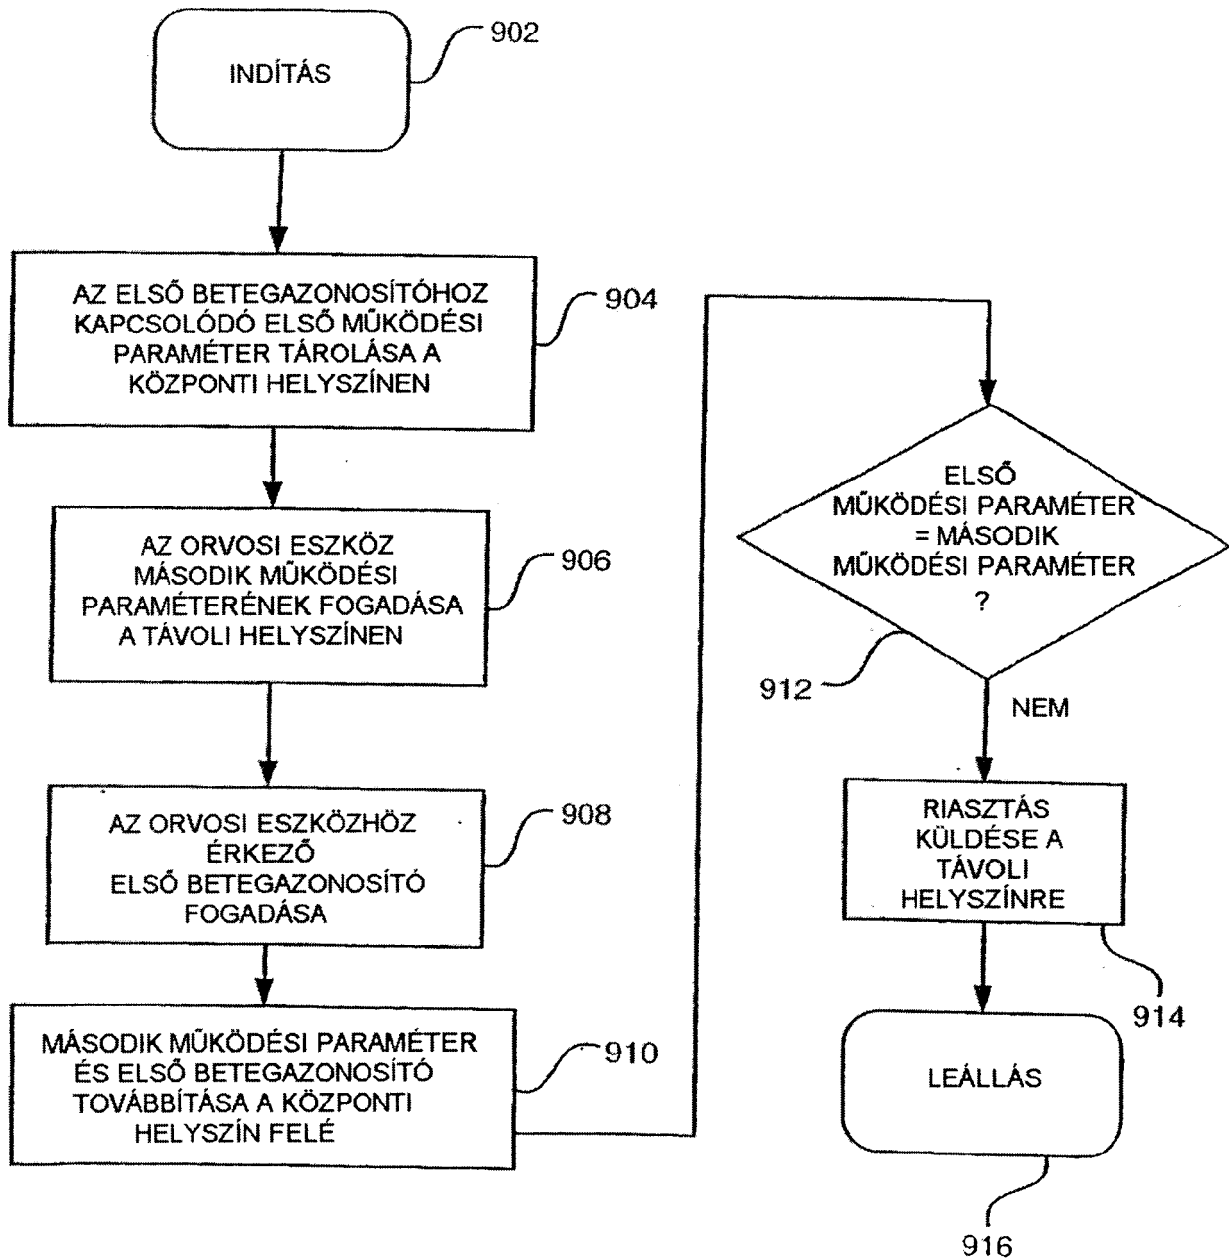 INDÍTÁS
902
AZ ELSŐ BETEGAZONOSÍTÓHOZ
KAPCSOLÓDÓ ELSŐ MŰKÖDÉSI
PARAMÉTER TÁROLÁSA A
KÖZPONTI HELYSZÍNEN
904
AZ ORVOSI ESZKÖZ
MÁSODIK MŰKÖDÉSI
PARAMÉTERÉNEK FOGADÁSA
A TÁVOLI HELYSZÍNEN
906
AZ ORVOSI ESZKÖZHÖZ
ÉRKEZŐ
ELSŐ BETEGAZONOSÍTÓ
FOGADÁSA
908
MÁSODIK MŰKÖDÉSI PARAMÉTER
ÉS ELSŐ BETEGAZONOSÍTÓ
TOVÁBBÍTÁSA A KÖZPONTI
HELYSZÍN FELÉ
910
ELSŐ
MŰKÖDÉSI PARAMÉTER
= MÁSODIK
MŰKÖDÉSI PARAMÉTER
?
912
NEM
RIASZTÁS
KÜLDÉSE A
TÁVOLI
HELYSZÍNRE
914
LEÁLLÁS
916